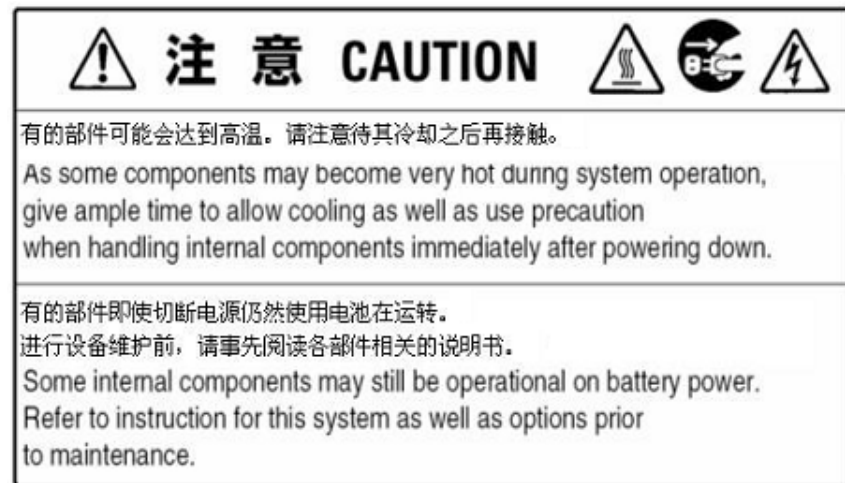 注 意 CAUTION
有的部件可能会达到高温。请注意待其冷却之后再接触。
As some components may become very hot during system operation,
give ample time to allow cooling as well as use precaution
when handling internal components immediately after powering down.
有的部件即使切断电源仍然使用电池在运转。
进行设备维护前，请事先阅读各部件相关的说明书。
Some internal components may still be operational on battery power.
Refer to instruction for this system as well as options prior
to maintenance.